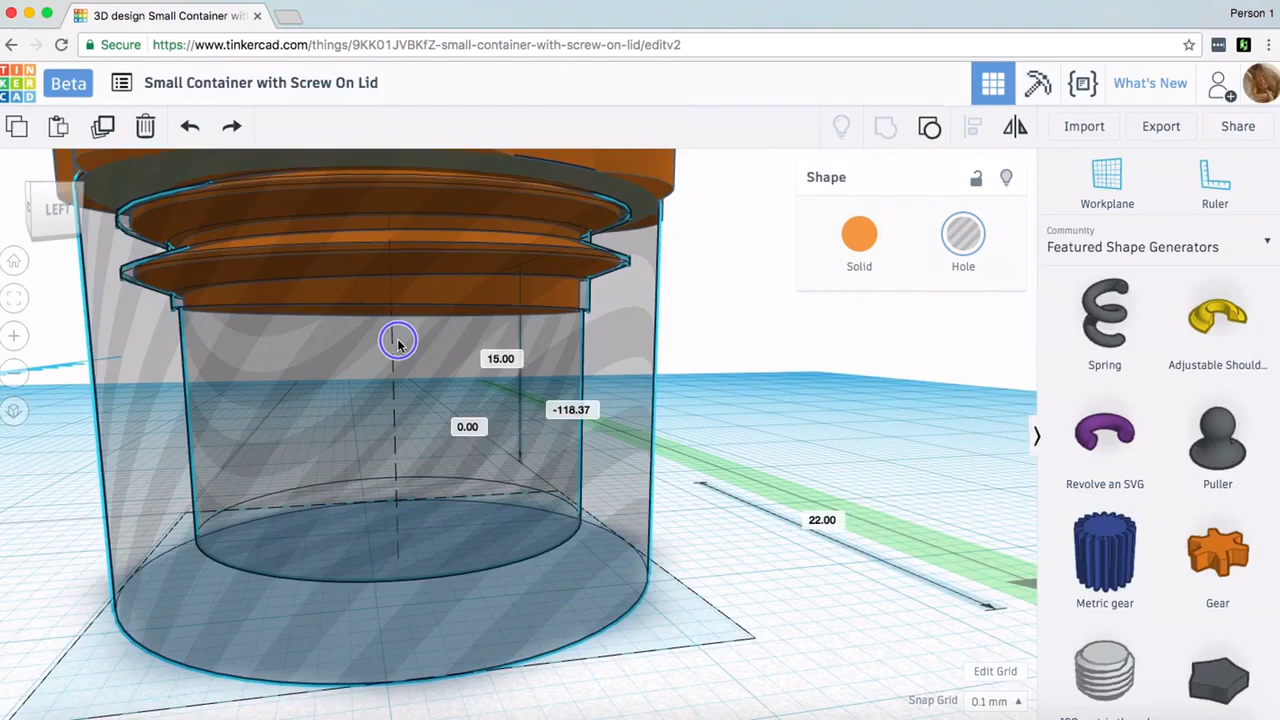 3D design Small Container with
Person 1
Secure
https://www.tinkercad.com/things/9KK01JVBKfZ-small-container-with-screw-on-lid/editv2
TIN
KER
CAD
Beta
Small Container with Screw On Lid
What's New
Import
Export
Share
LEFT
Shape
Solid
Hole
Workplane
Ruler
Community
Featured Shape Generators
Spring
Adjustable Should...
15.00
-118.37
0.00
22.00
Revolve an SVG
Puller
Metric gear
Gear
Edit Grid
Snap Grid
0.1 mm